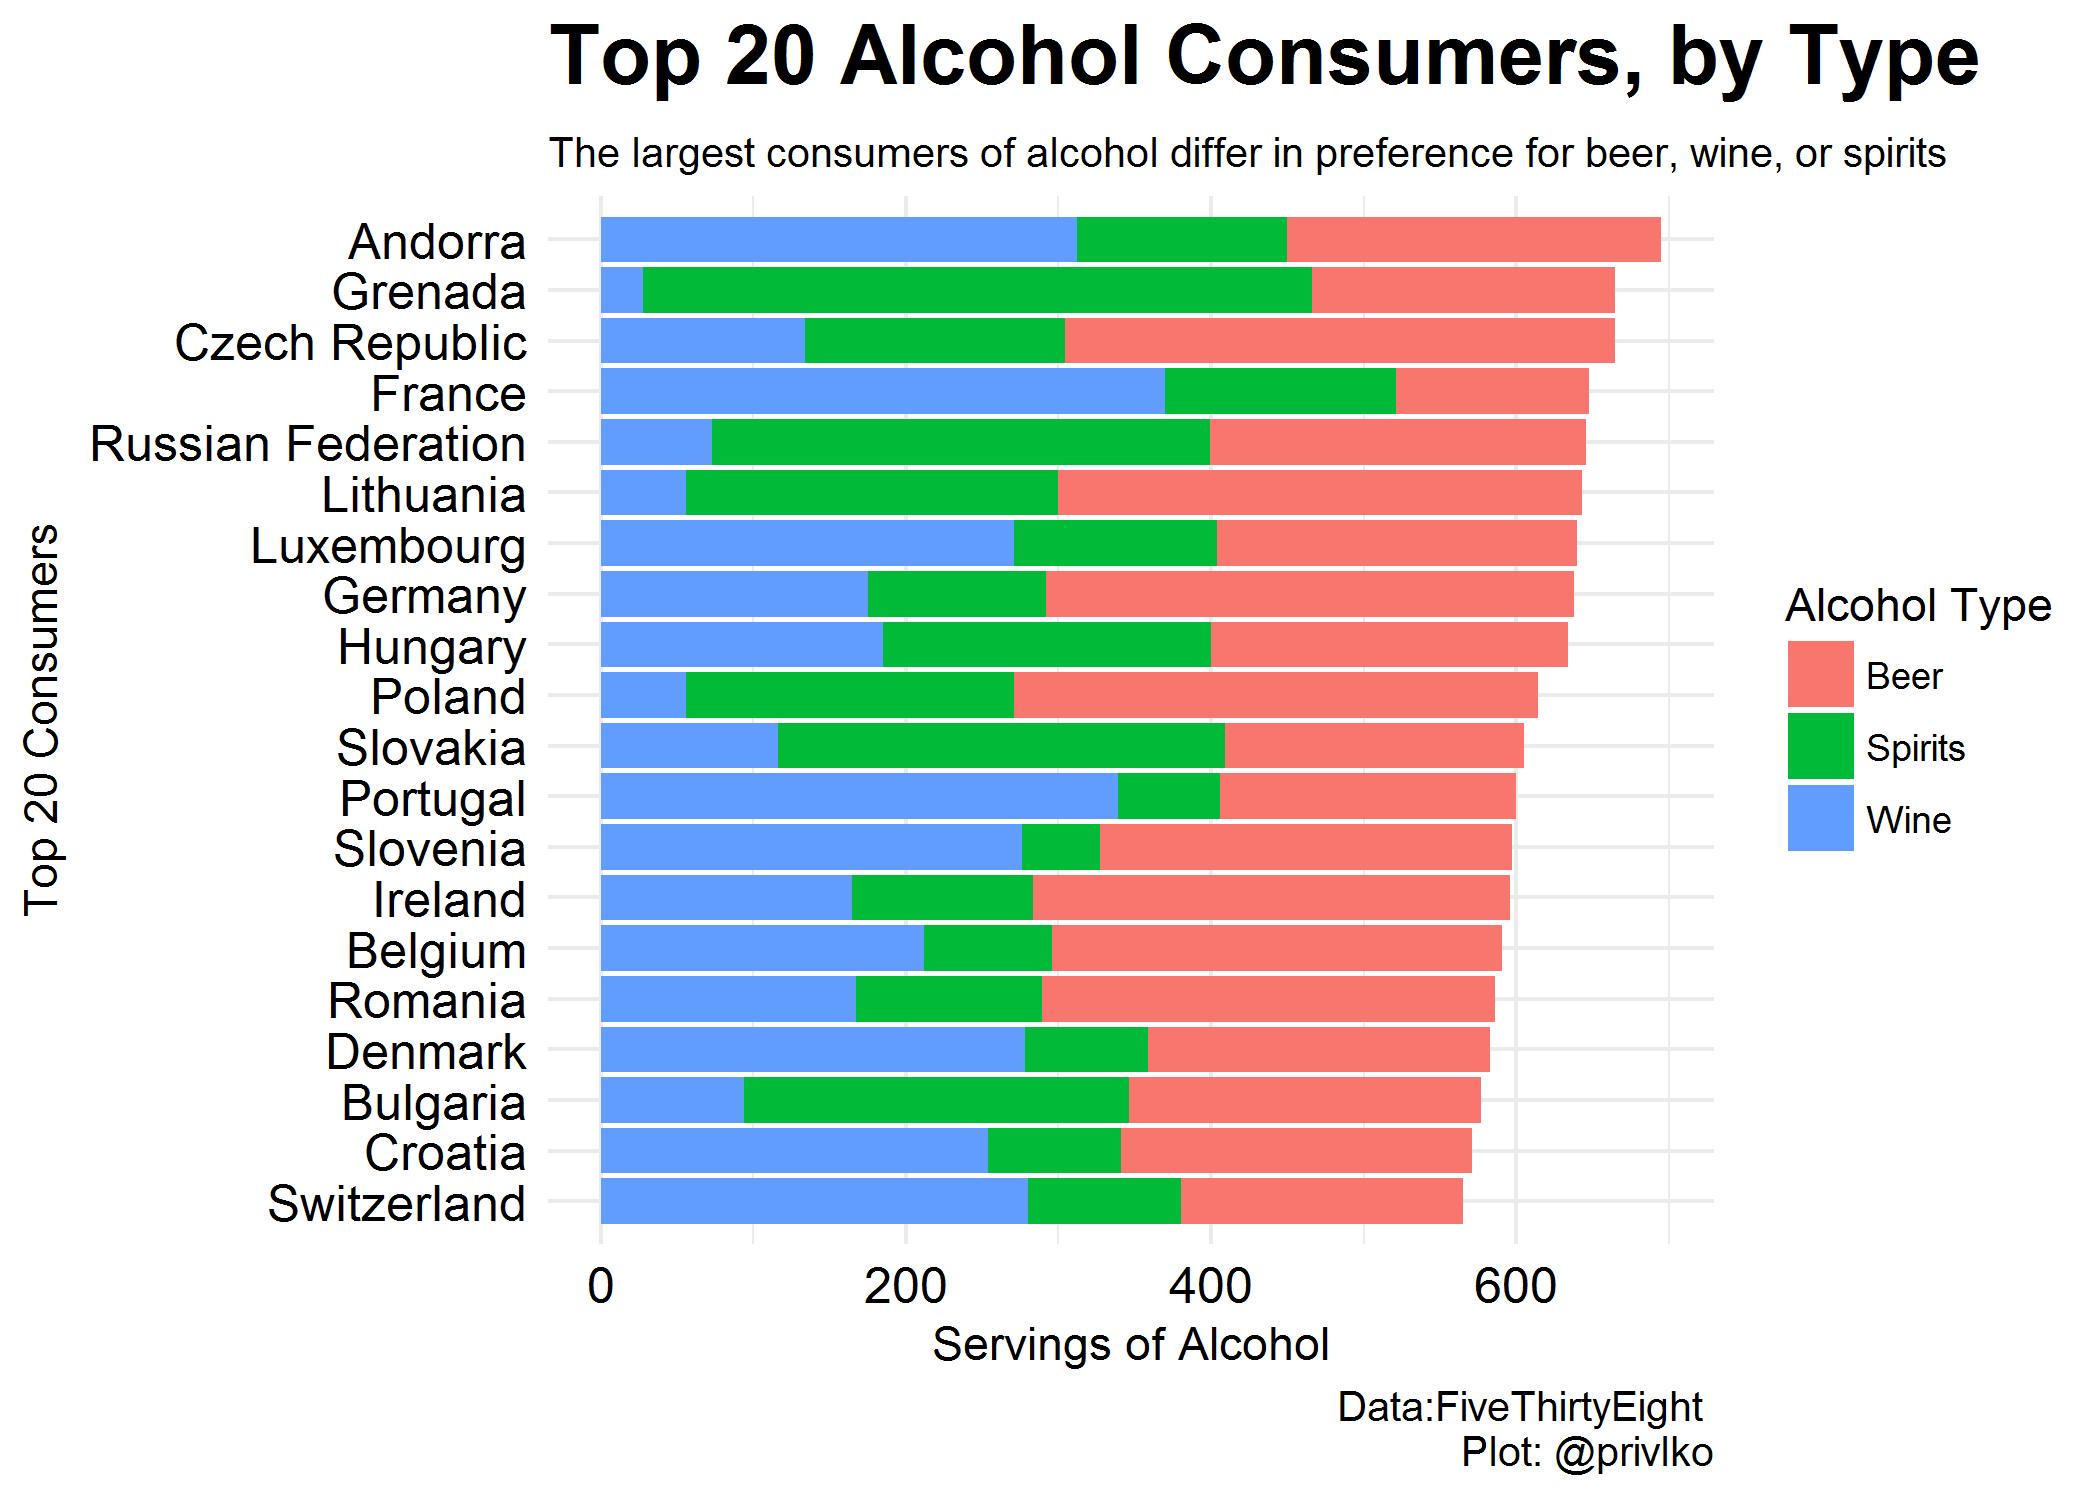 Top 20 Alcohol Consumers, by Type
The largest consumers of alcohol differ in preference for beer, wine, or spirits
Top 20 Consumers
Andorra
Grenada
Czech Republic
France
Russian Federation
Lithuania
Luxembourg
Germany
Hungary
Poland
Slovakia
Portugal
Slovenia
Ireland
Belgium
Romania
Denmark
Bulgaria
Croatia
Switzerland
0 200 400 600
Servings of Alcohol
Alcohol Type
Beer
Spirits
Wine
Data:FiveThirtyEight
Plot: @privlko